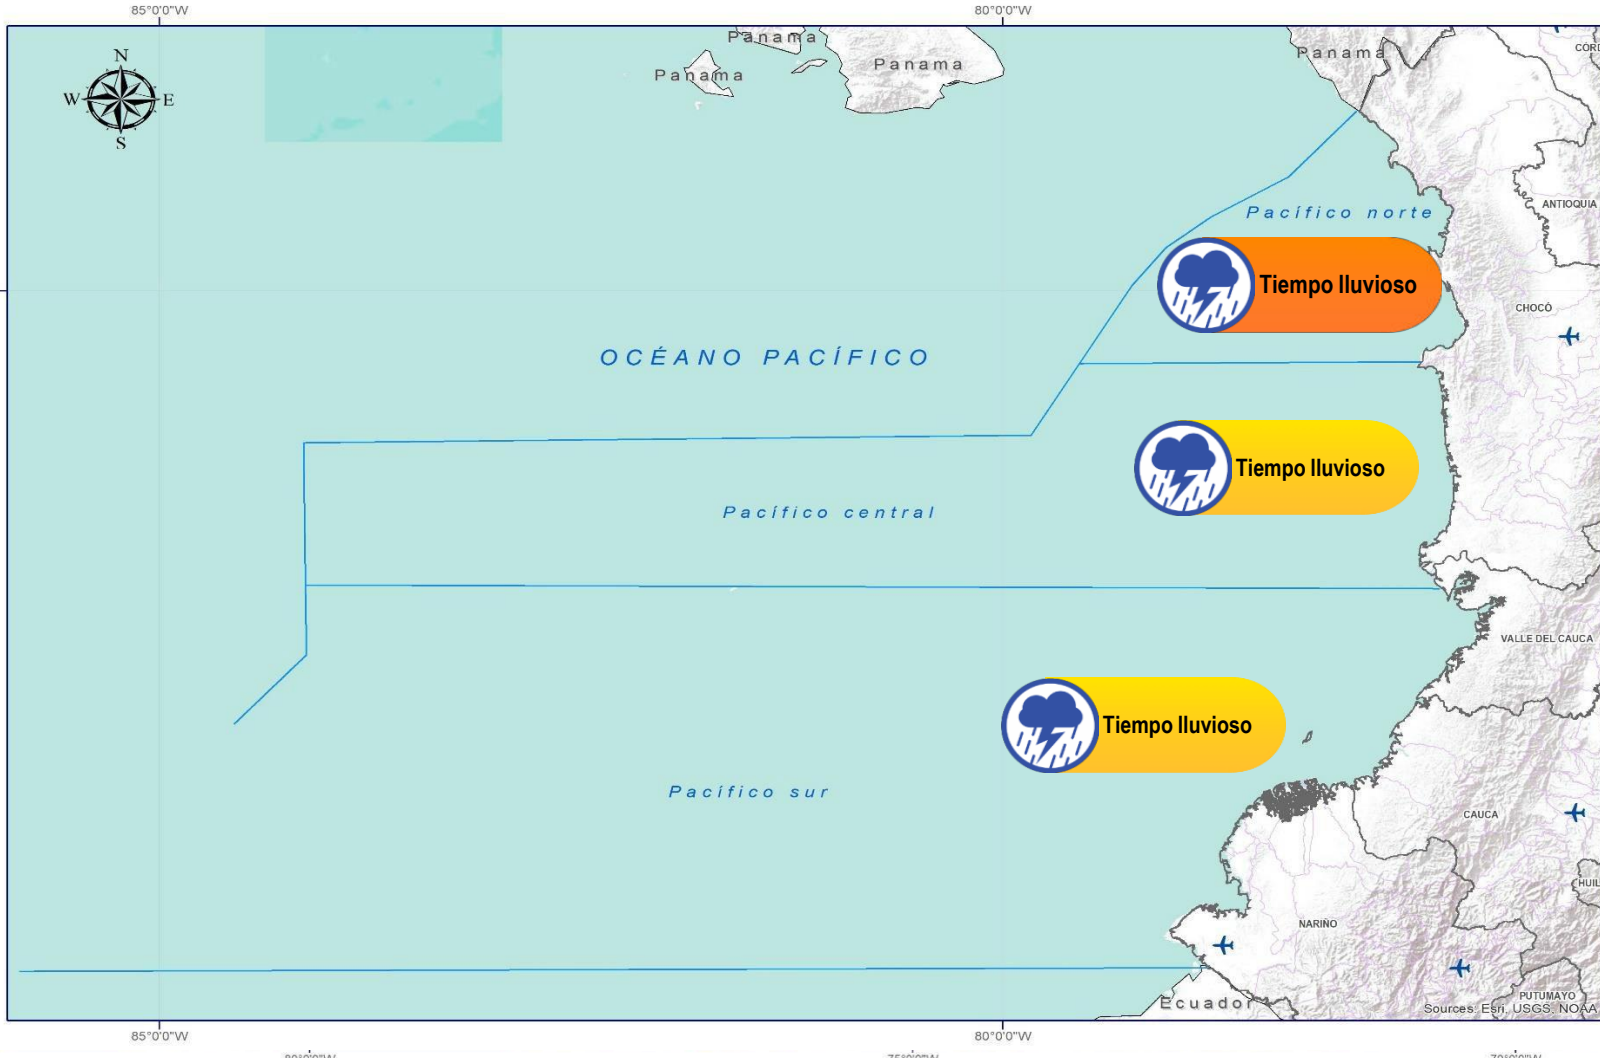 85°0'0"W
80°0'0"W
N
W
E
S
Panama
Panama
Panama
Panama
ANTIOQUIA
Pacífico norte
Tiempo lluvioso
CHOCÓ
OCÉANO PACÍFICO
Tiempo lluvioso
Pacífico central
VALLE DEL CAUCA
Tiempo lluvioso
Pacífico sur
CAUCA
HUIL
NARIÑO
PUTUMAYO
Ecuador
Sources: Esri, USGS, NOAA
85°0'0"W
80°0'0"W